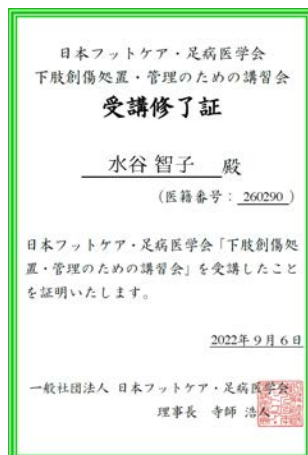 日本フットケア・足病医学会
下肢創傷処置・管理のための講習会
受講修了証
水谷 智子 殿
（医籍番号： 260290 ）
日本フットケア・足病医学会「下肢創傷処
置・管理のための講習会」を受講したこと
を証明いたします。
2022年 9 月 6 日
一般社団法人 日本フットケア・足病医学会
理事長 寺師 浩人